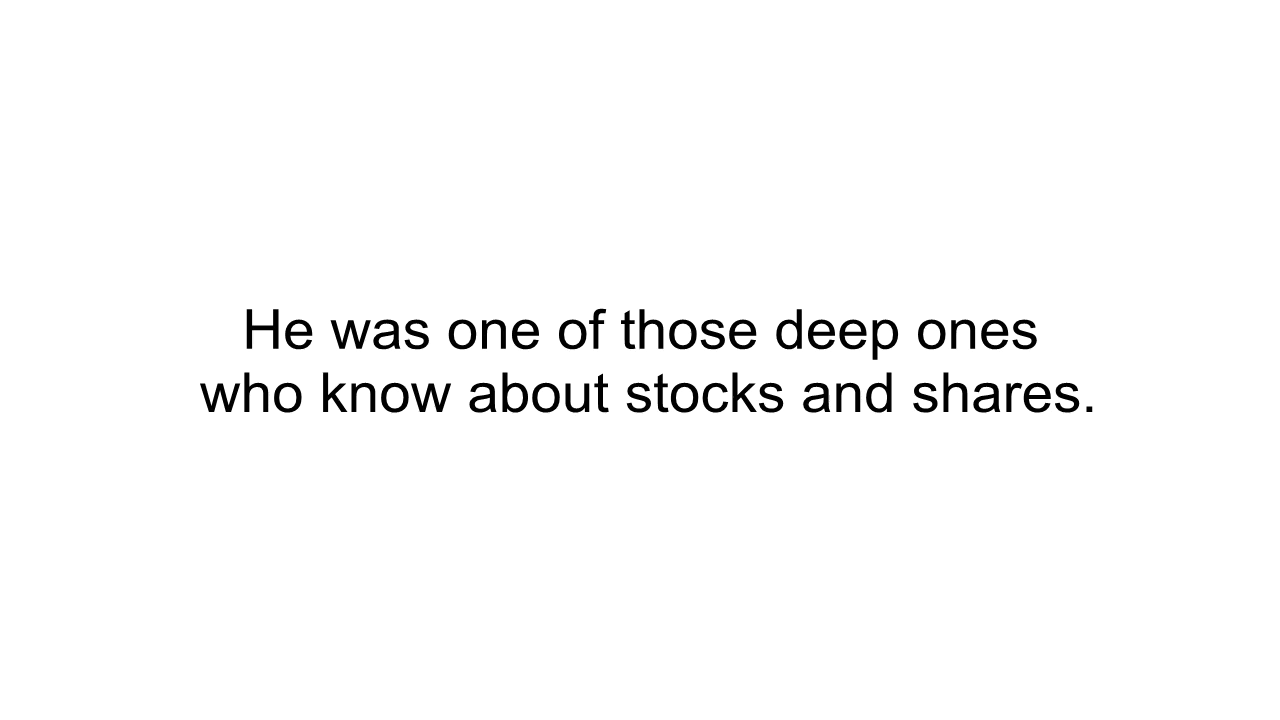 He was one of those deep ones
who know about stocks and shares.